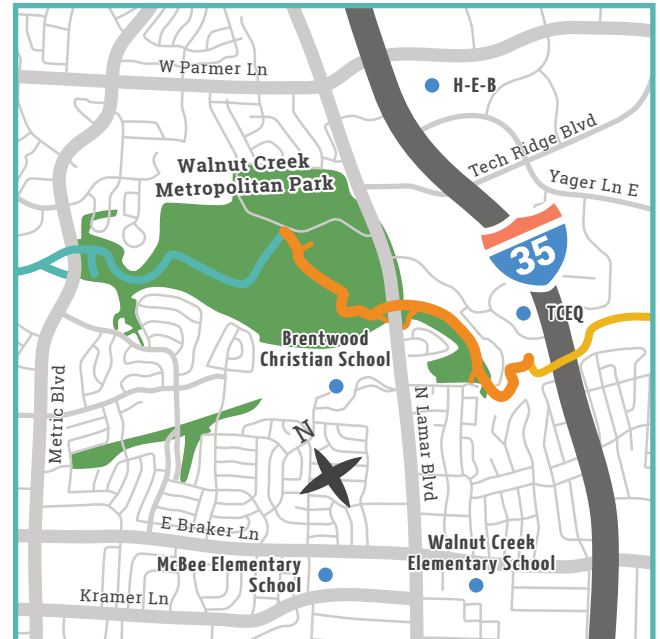 W Parmer Ln
H-E-B
Tech Ridge Blvd
Walnut Creek
Metropolitan Park
Yager Ln E
35
TCEQ
Brentwood
Christian School
Metric Blvd
N Lamar Blvd
N
E Braker Ln
Walnut Creek
Elementary School
McBee Elementary
School
Kramer Ln